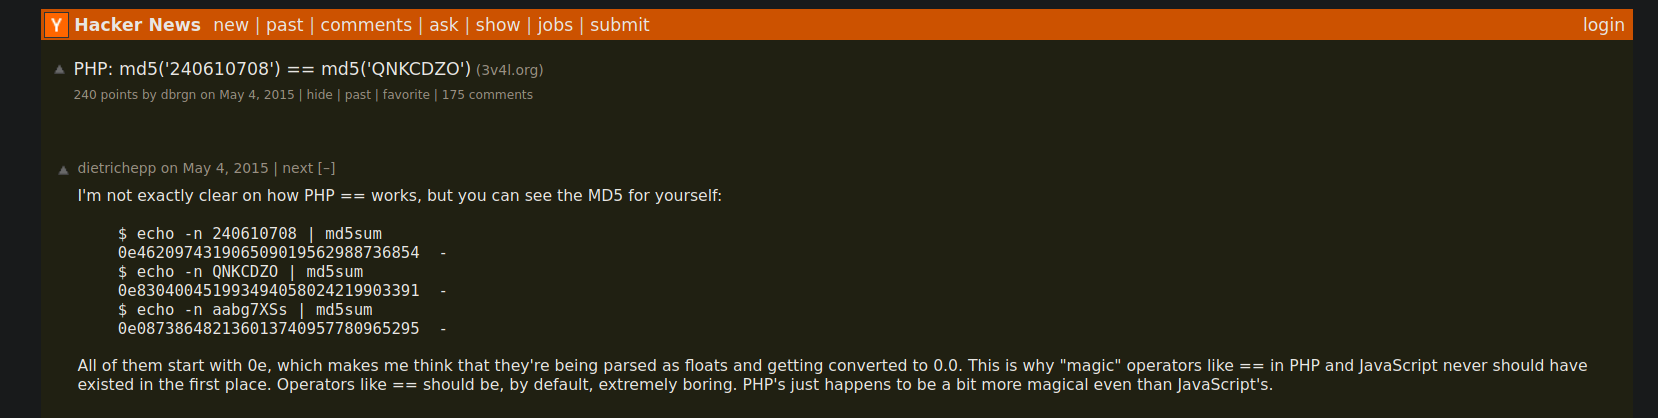 Y Hacker News new | past | comments | ask | show | jobs | submit login
▲ PHP: md5('240610708') == md5('QNKCDZO') (3v4l.org)
240 points by dbrgn on May 4, 2015 | hide | past | favorite | 175 comments
▲ dietrichepp on May 4, 2015 | next [–]
I'm not exactly clear on how PHP == works, but you can see the MD5 for yourself:
$ echo -n 240610708 | md5sum
0e462097431906509019562988736854  -
$ echo -n QNKCDZO | md5sum
0e830400451993494058024219903391  -
$ echo -n aabg7XSs | md5sum
0e087386482136013740957780965295  -
All of them start with 0e, which makes me think that they're being parsed as floats and getting converted to 0.0. This is why "magic" operators like == in PHP and JavaScript never should have
existed in the first place. Operators like == should be, by default, extremely boring. PHP's just happens to be a bit more magical even than JavaScript's.